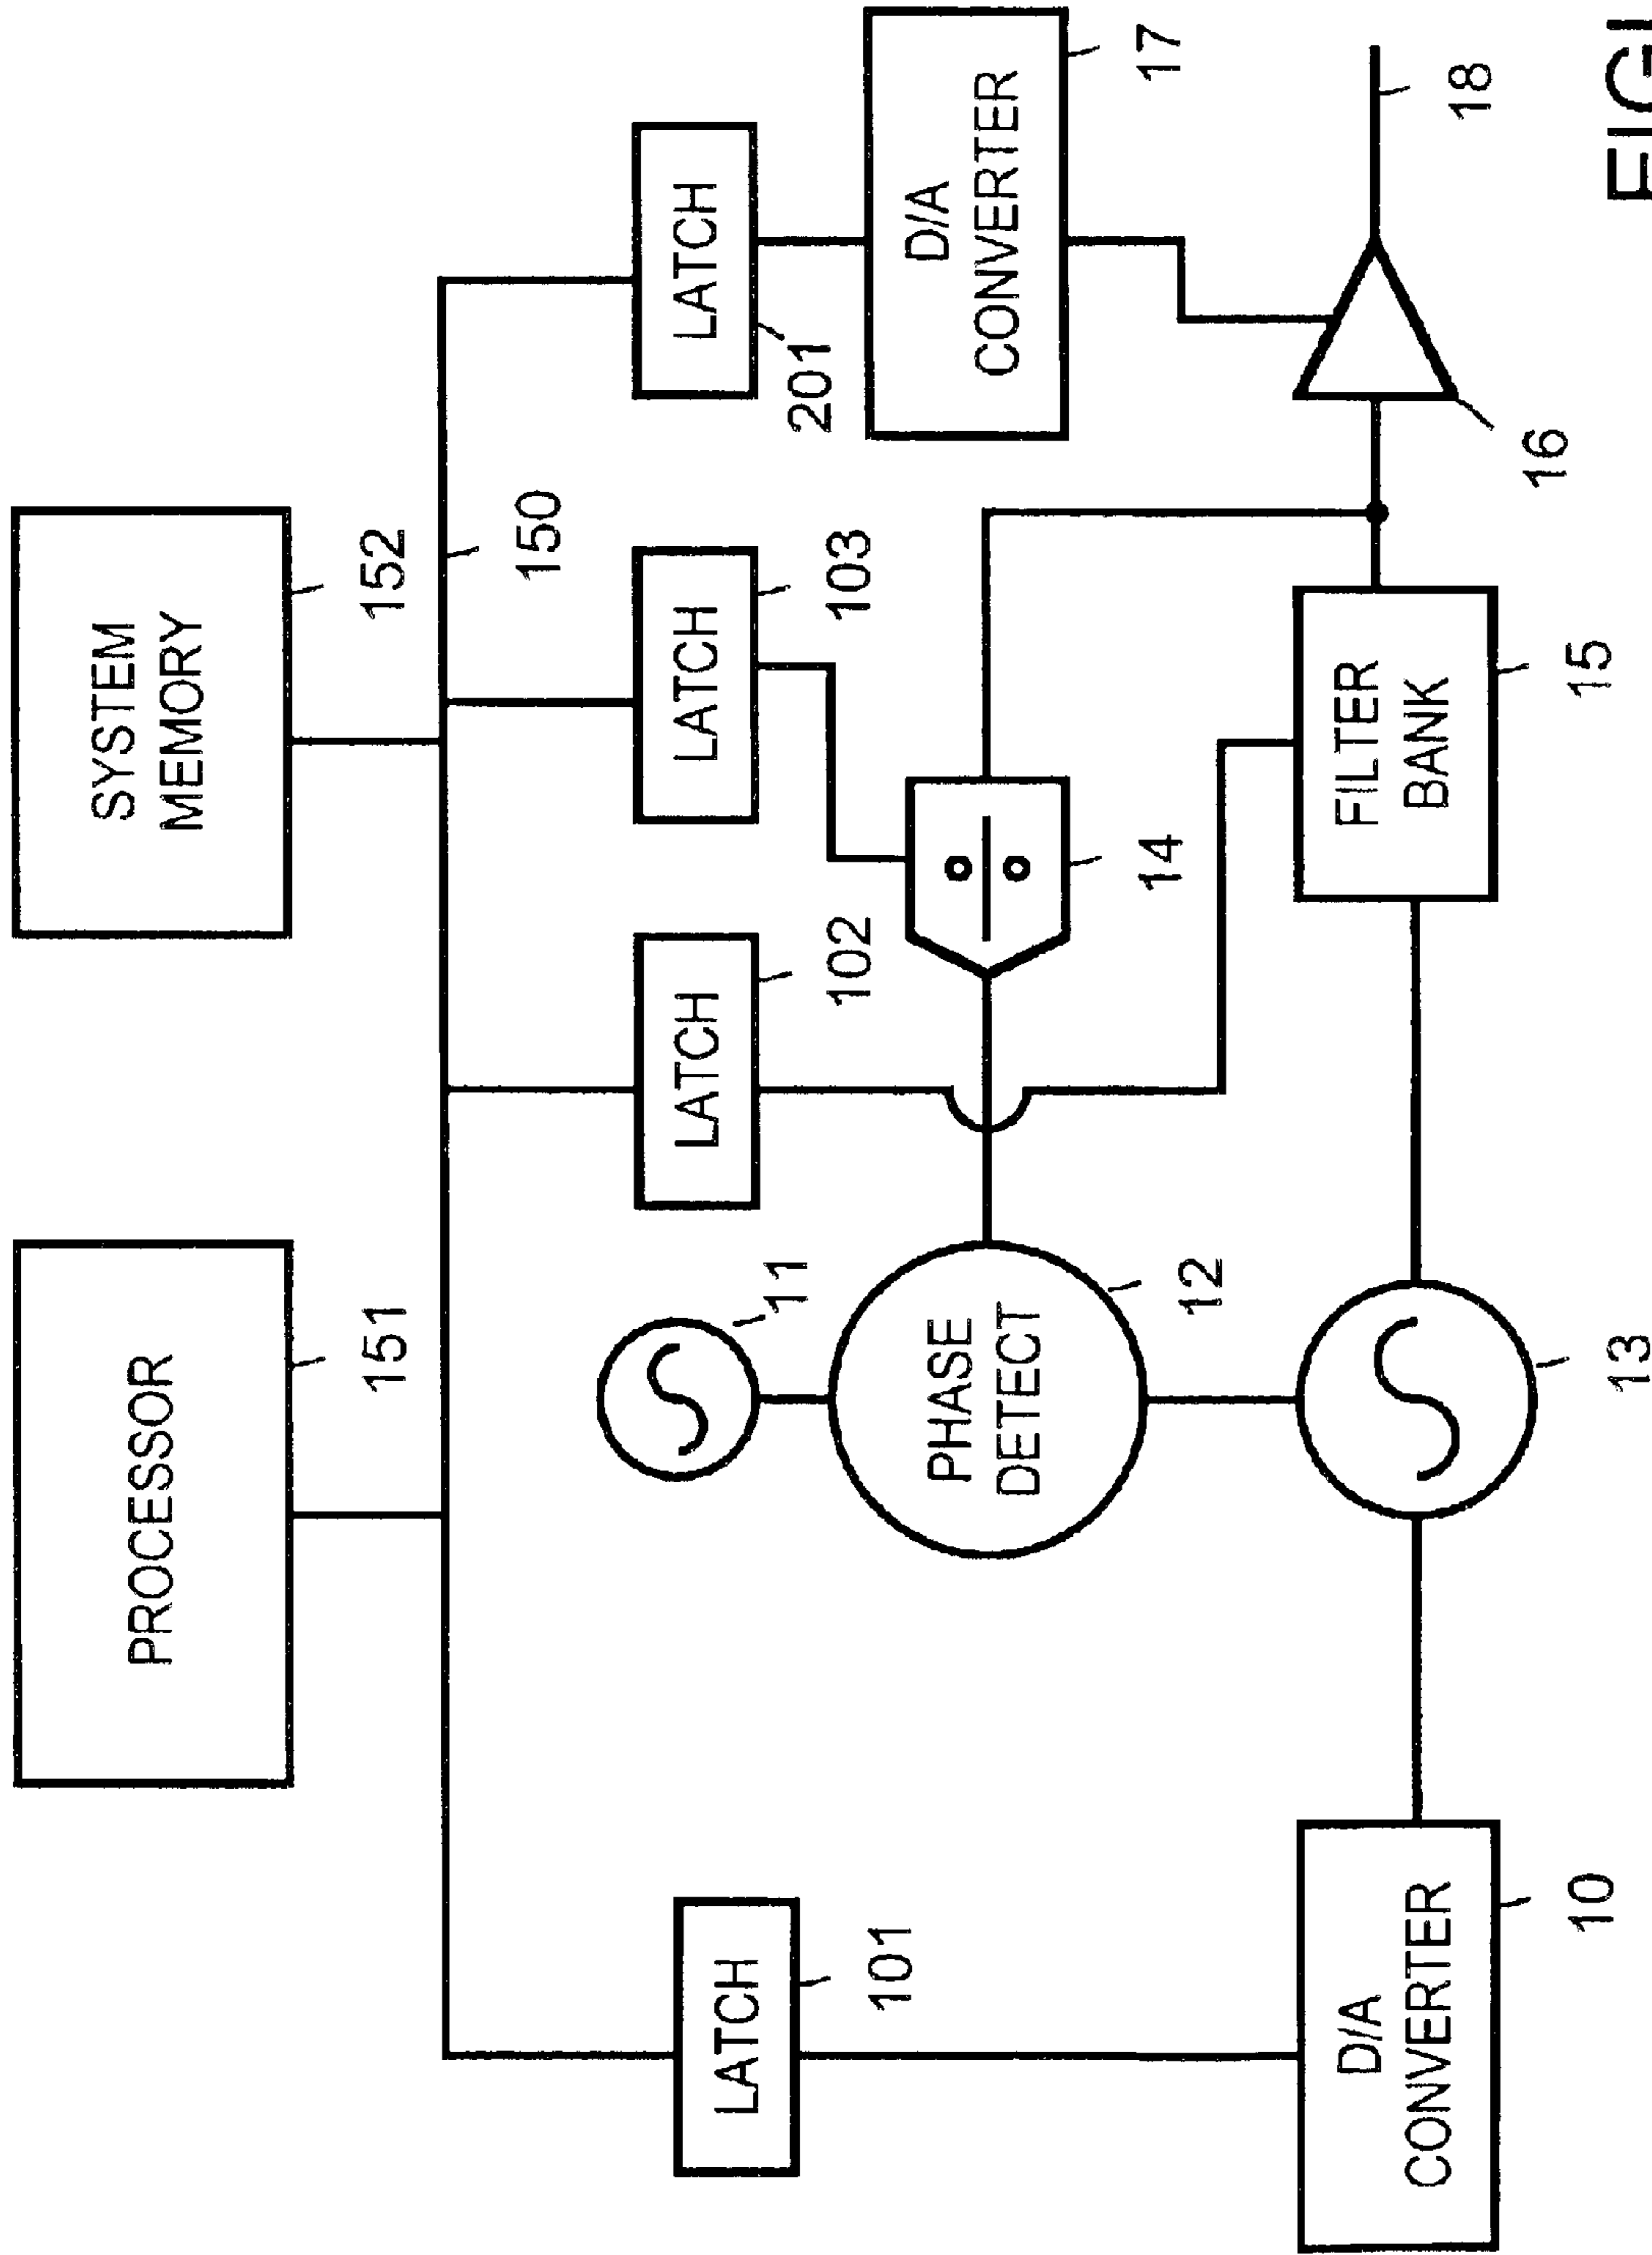 PROCESSOR
SYSTEM
MEMORY
151
152
150
LATCH
101
11
LATCH
102
LATCH
103
LATCH
201
PHASE
DETECT
12
14
D/A
CONVERTER
17
D/A
CONVERTER
10
13
FILTER
BANK
15
16
18